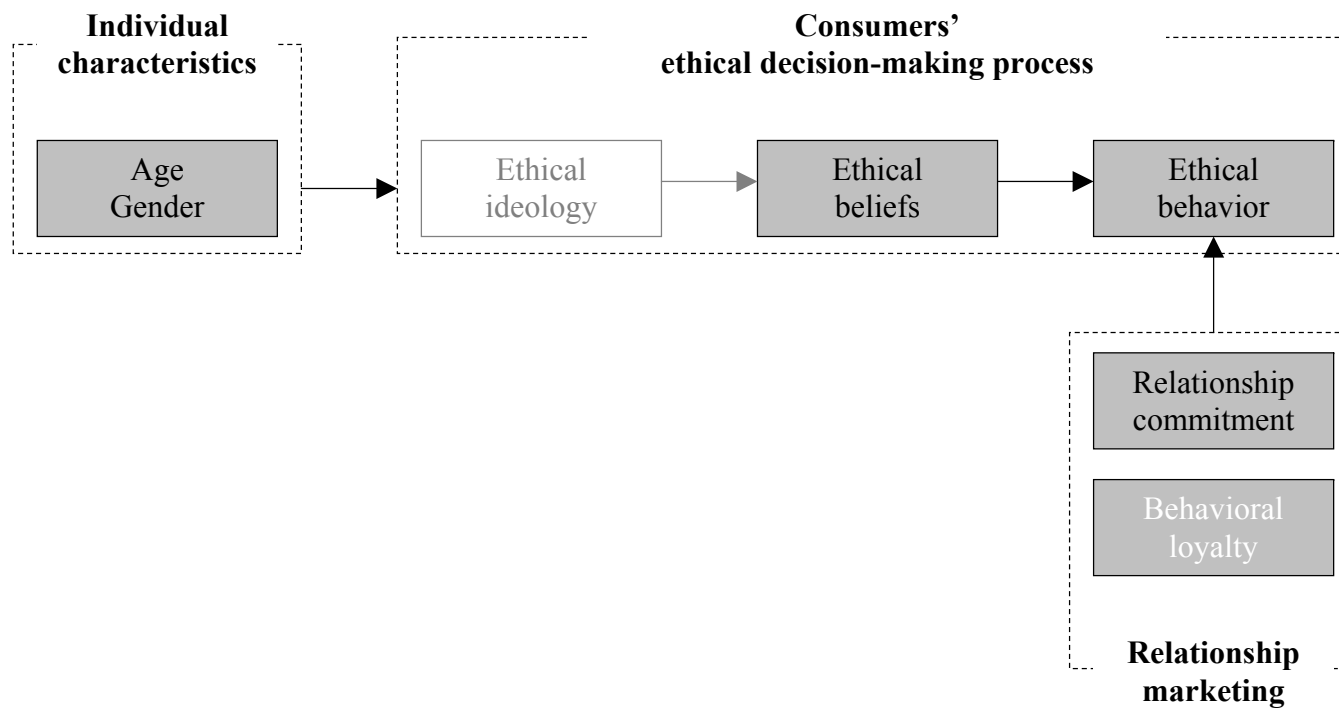 Individual
characteristics
Consumers’
ethical decision-making process
Age
Gender
Ethical
ideology
Ethical
beliefs
Ethical
behavior
Relationship
commitment
Behavioral
loyalty
Relationship
marketing